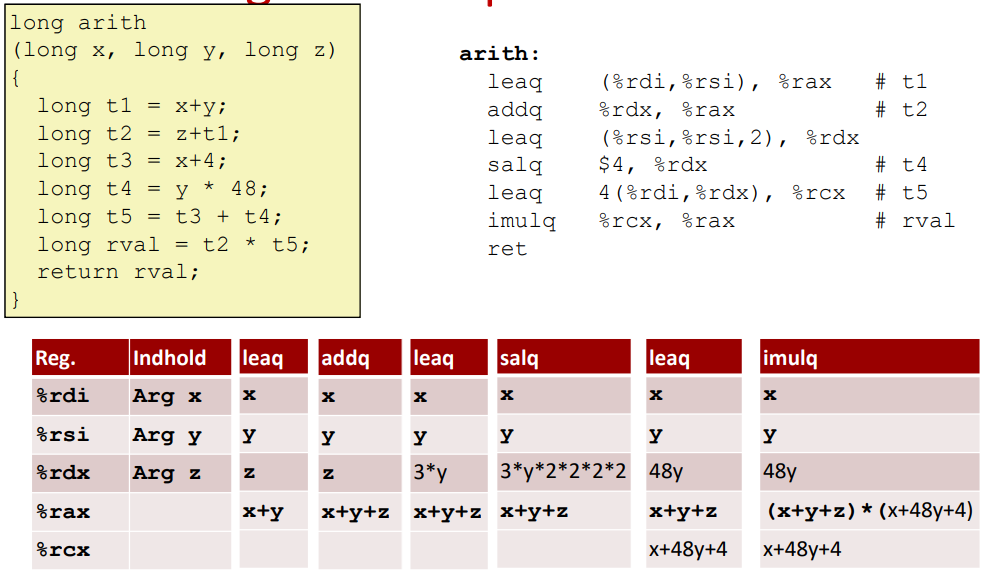 long arith
(long x, long y, long z)
{
long t1 = x+y;
long t2 = z+t1;
long t3 = x+4;
long t4 = y * 48;
long t5 = t3 + t4;
long rval = t2 * t5;
return rval;
}
arith:
leaq (%rdi,%rsi), %rax # t1
addq %rdx, %rax # t2
leaq (%rsi,%rsi,2), %rdx
salq $4, %rdx # t4
leaq 4(%rdi,%rdx), %rcx # t5
imulq %rcx, %rax # rval
ret
Reg. Indhold leaq addq leaq salq leaq imulq
%rdi Arg x x x x x x x
%rsi Arg y y y y y y y
%rdx Arg z z z 3*y 3*y*2*2*2*2 48y 48y
%rax x+y x+y+z x+y+z x+y+z x+y+z (x+y+z)*(x+48y+4)
%rcx x+48y+4 x+48y+4